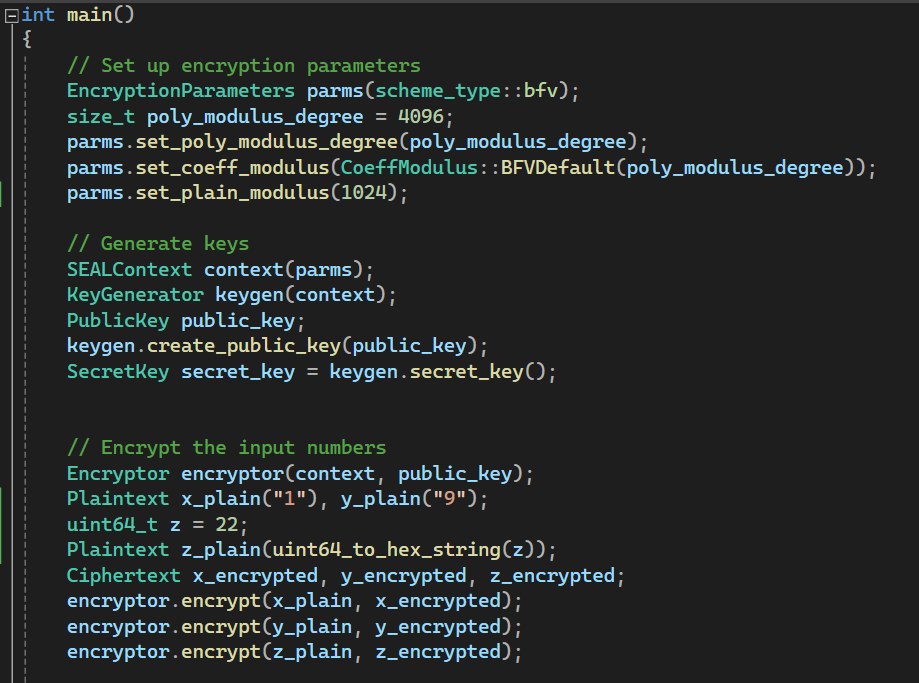 int main()
{
// Set up encryption parameters
EncryptionParameters parms(scheme_type::bfv);
size_t poly_modulus_degree = 4096;
parms.set_poly_modulus_degree(poly_modulus_degree);
parms.set_coeff_modulus(CoeffModulus::BFVDefault(poly_modulus_degree));
parms.set_plain_modulus(1024);
// Generate keys
SEALContext context(parms);
KeyGenerator keygen(context);
PublicKey public_key;
keygen.create_public_key(public_key);
SecretKey secret_key = keygen.secret_key();
// Encrypt the input numbers
Encryptor encryptor(context, public_key);
Plaintext x_plain("1"), y_plain("9");
uint64_t z = 22;
Plaintext z_plain(uint64_to_hex_string(z));
Ciphertext x_encrypted, y_encrypted, z_encrypted;
encryptor.encrypt(x_plain, x_encrypted);
encryptor.encrypt(y_plain, y_encrypted);
encryptor.encrypt(z_plain, z_encrypted);